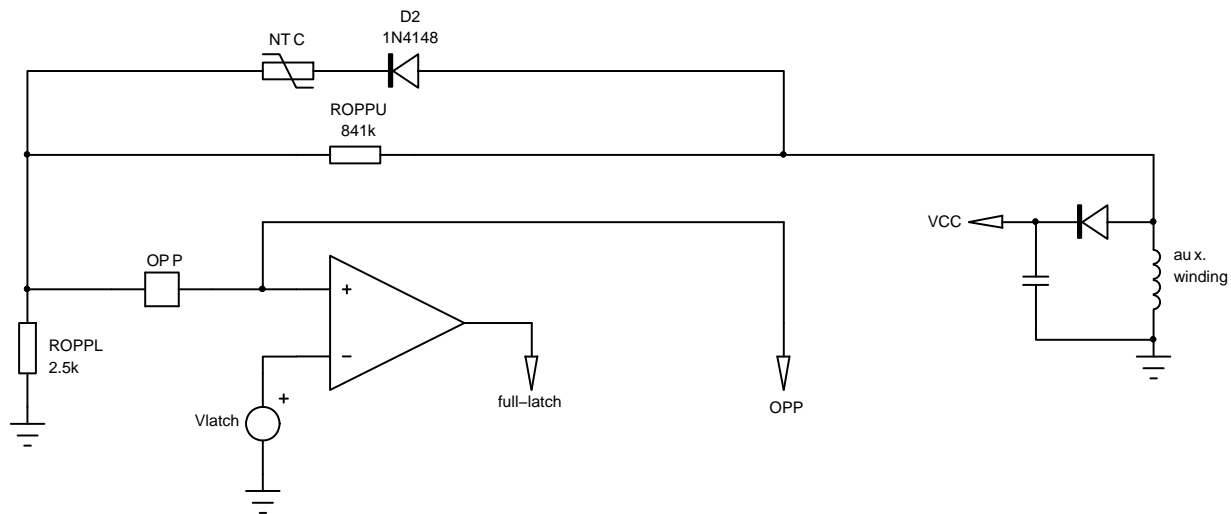 D2
1N4148
NTC
ROPPU
841k
VCC
aux.
winding
OPP
+
−
ROPPL
2.5k
+
Vlatch
full−latch
OPP